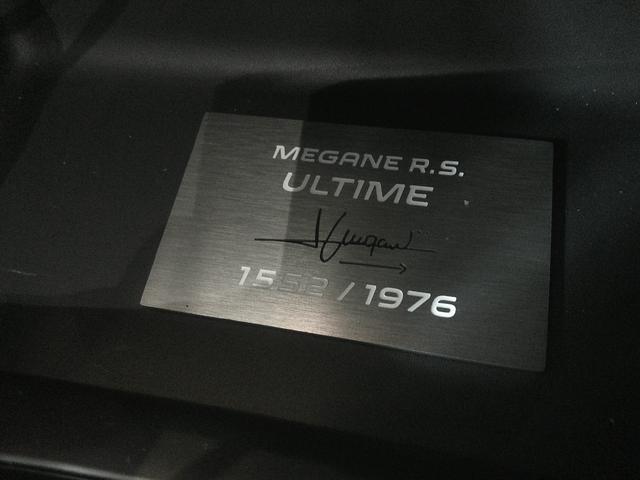 MEGANE R.S.
ULTIME
1552 / 1976